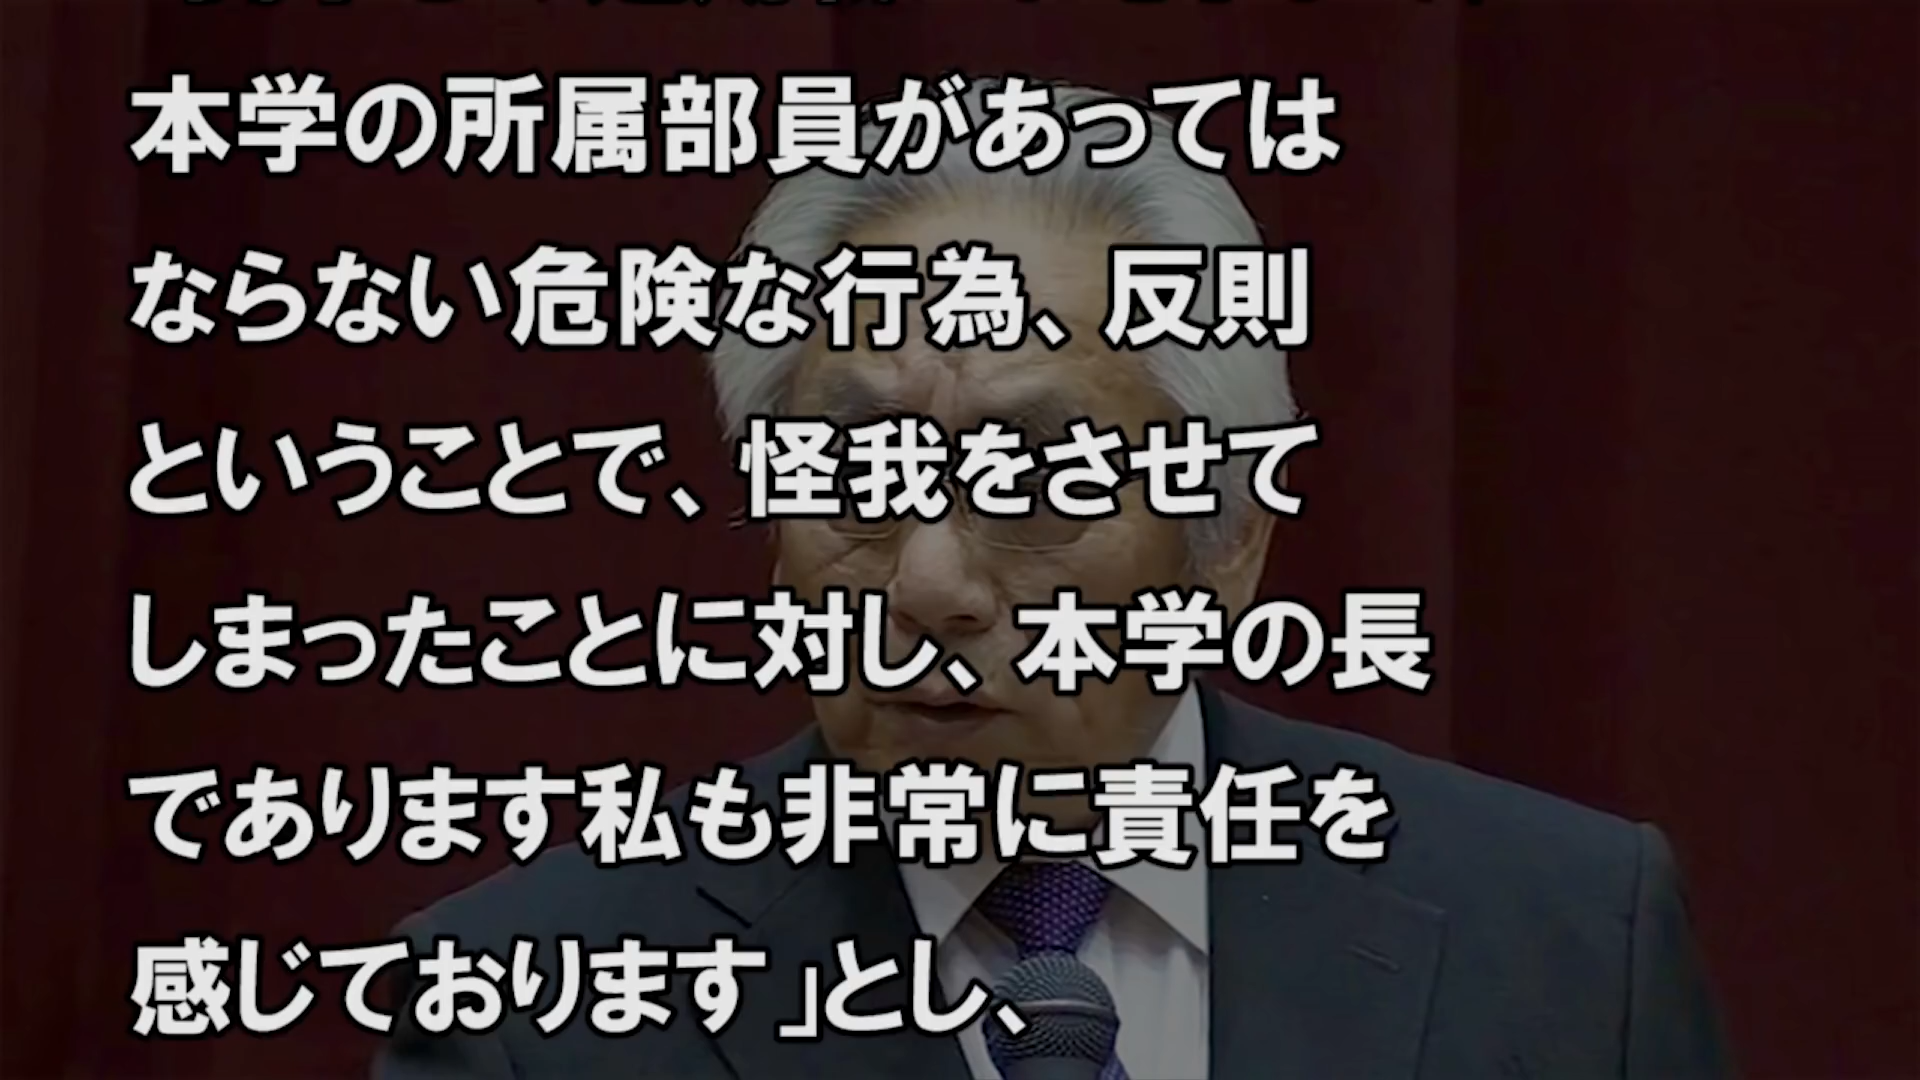 本学の所属部員があっては
ならない危険な行為、反則
ということで、怪我をさせて
しまったことに対し、本学の長
であります私も非常に責任を
感じております」とし、